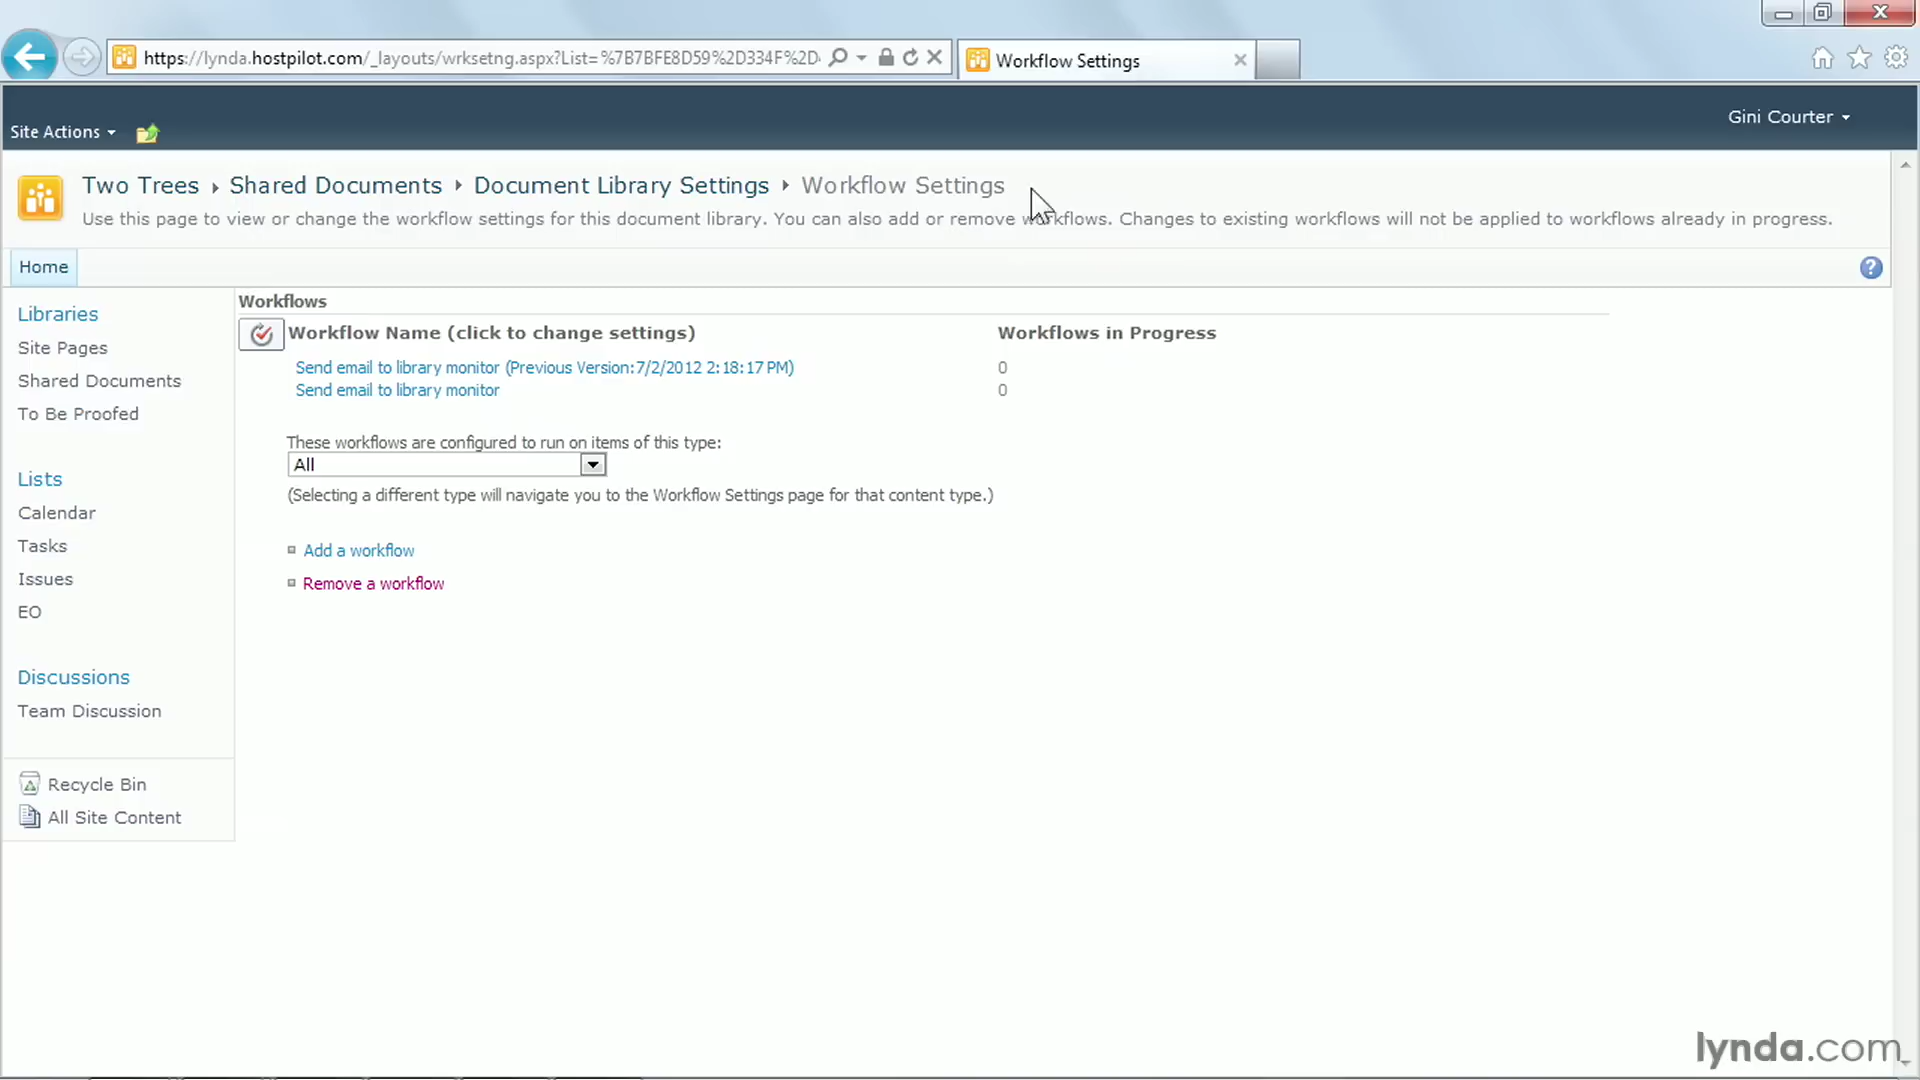 https://lynda.hostpilot.com/_layouts/wrksetng.aspx?List=%7B7BFE8D59%2D334F%2D
Workflow Settings
Site Actions
Gini Courter
Two Trees Shared Documents Document Library Settings Workflow Settings
Use this page to view or change the workflow settings for this document library. You can also add or remove workflows. Changes to existing workflows will not be applied to workflows already in progress.
Home
Libraries
Site Pages
Shared Documents
To Be Proofed
Lists
Calendar
Tasks
Issues
EO
Discussions
Team Discussion
Recycle Bin
All Site Content
Workflows
Workflow Name (click to change settings) Workflows in Progress
Send email to library monitor (Previous Version:7/2/2012 2:18:17 PM) 0
Send email to library monitor 0
These workflows are configured to run on items of this type:
All
(Selecting a different type will navigate you to the Workflow Settings page for that content type.)
Add a workflow
Remove a workflow
lynda.com